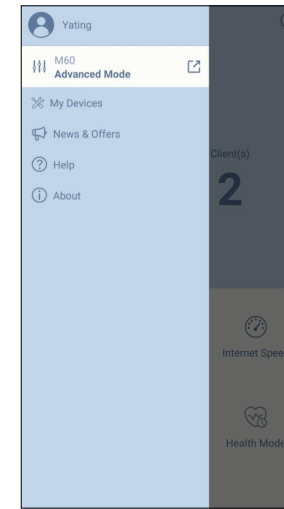 Yating
M60
Advanced Mode
My Devices
News & Offers
Help
About
Client(s)
2
Internet Spee
Health Mode